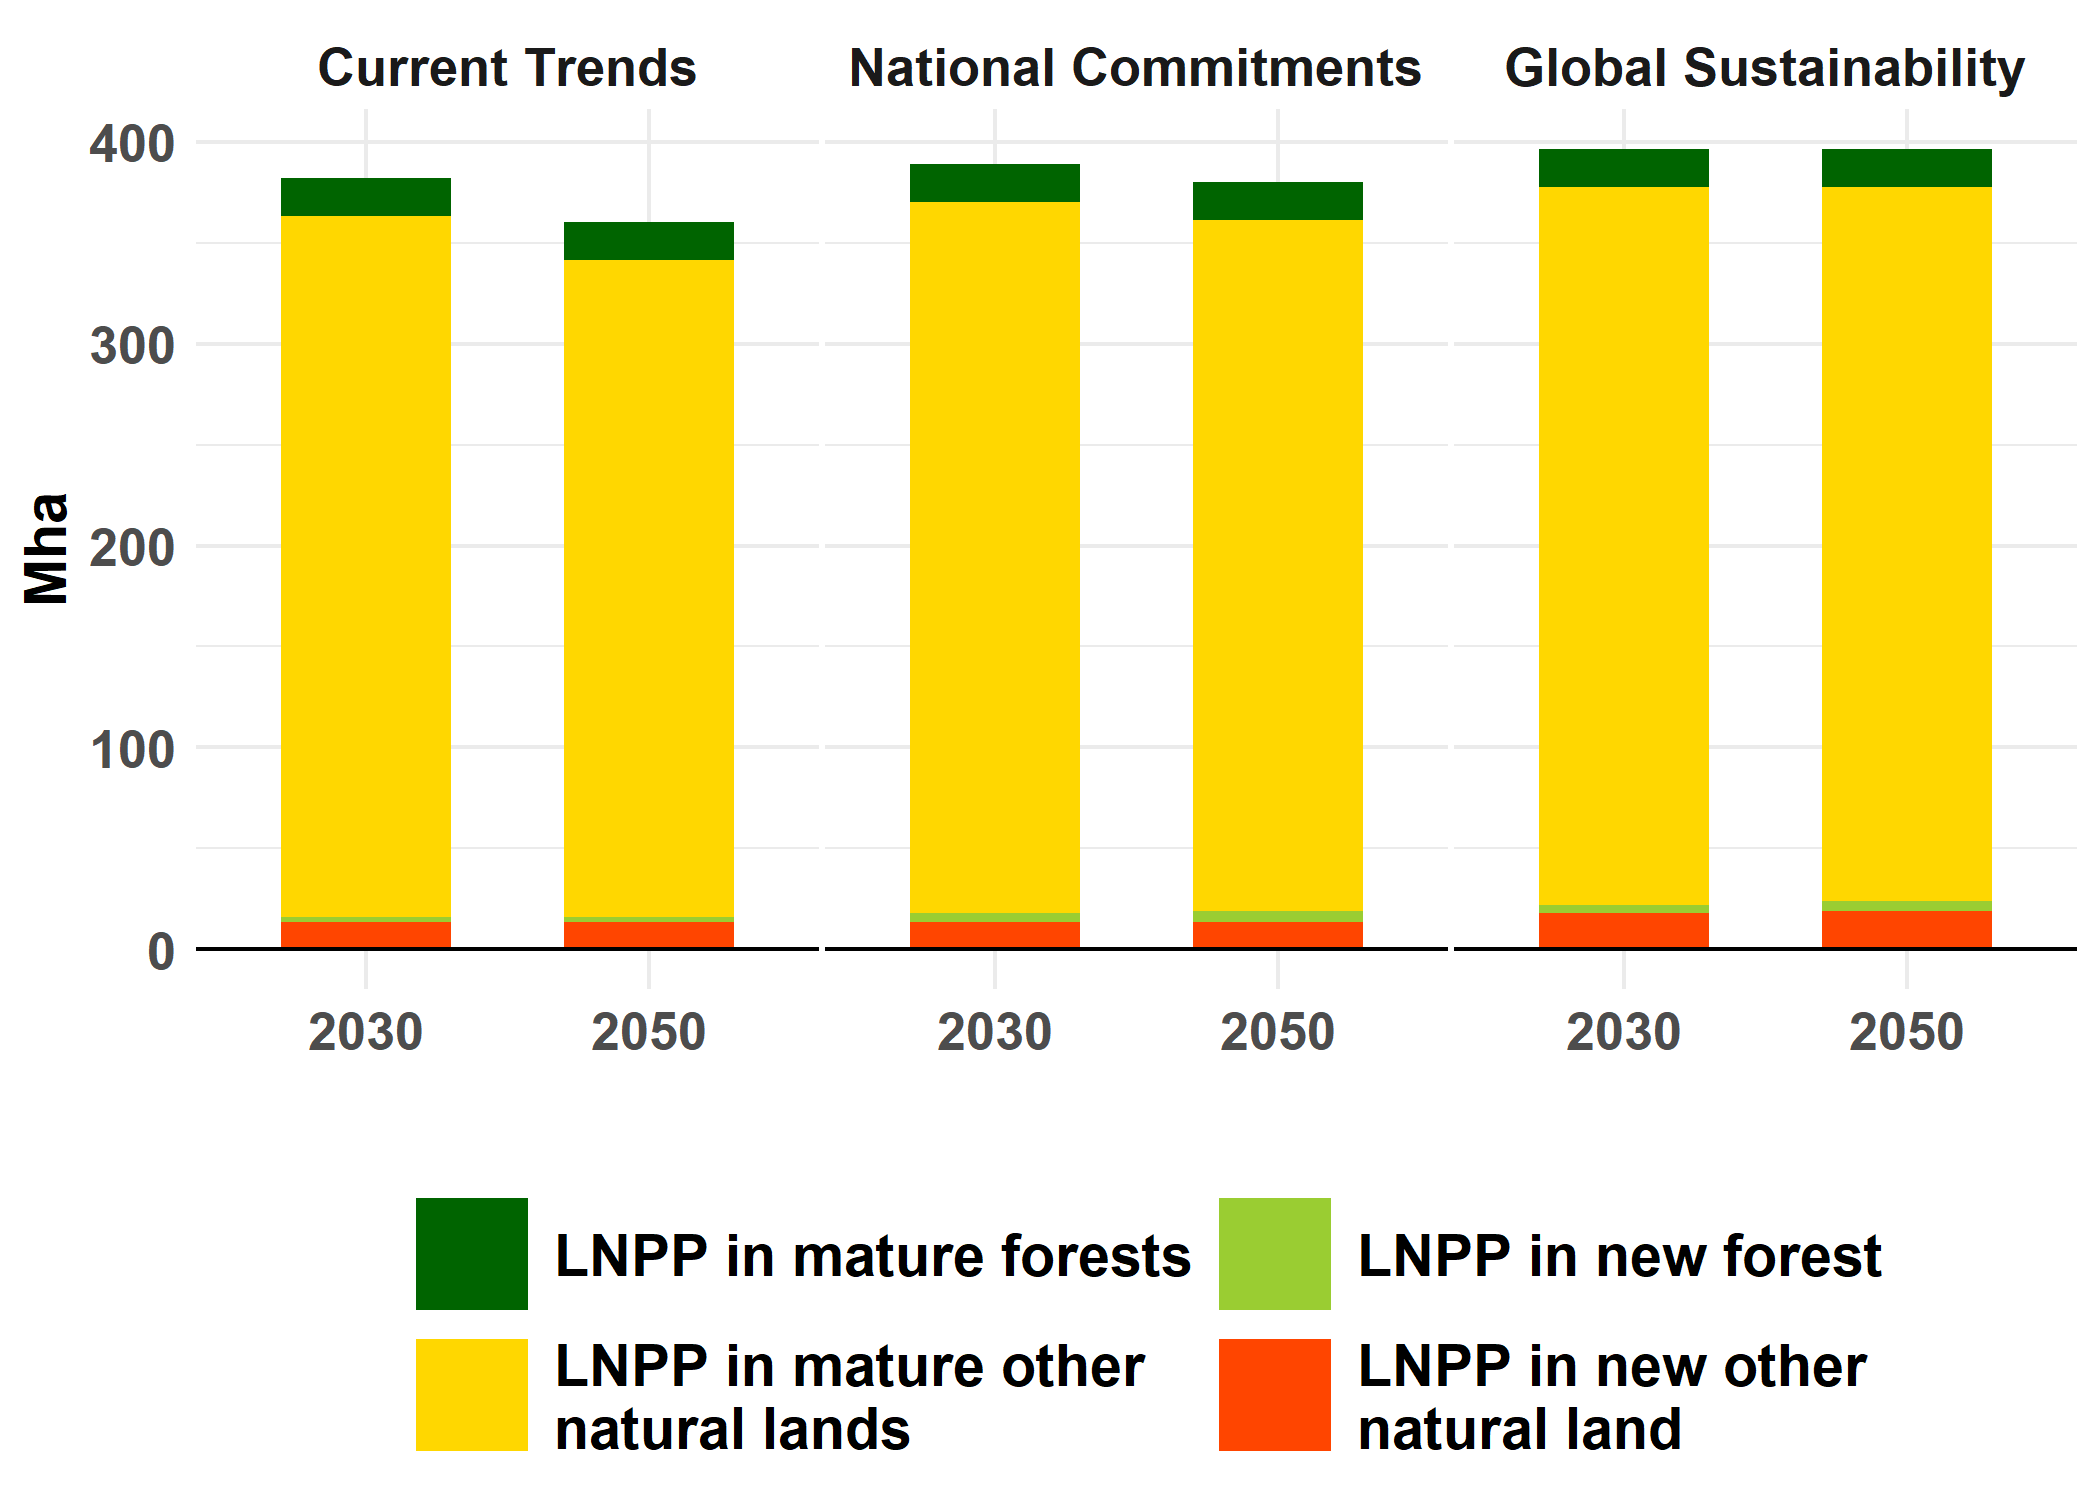 Current Trends
National Commitments
Global Sustainability
400
300
200
100
0
Mha
2030
2050
2030
2050
2030
2050
LNPP in mature forests
LNPP in new forest
LNPP in mature other
natural lands
LNPP in new other
natural land